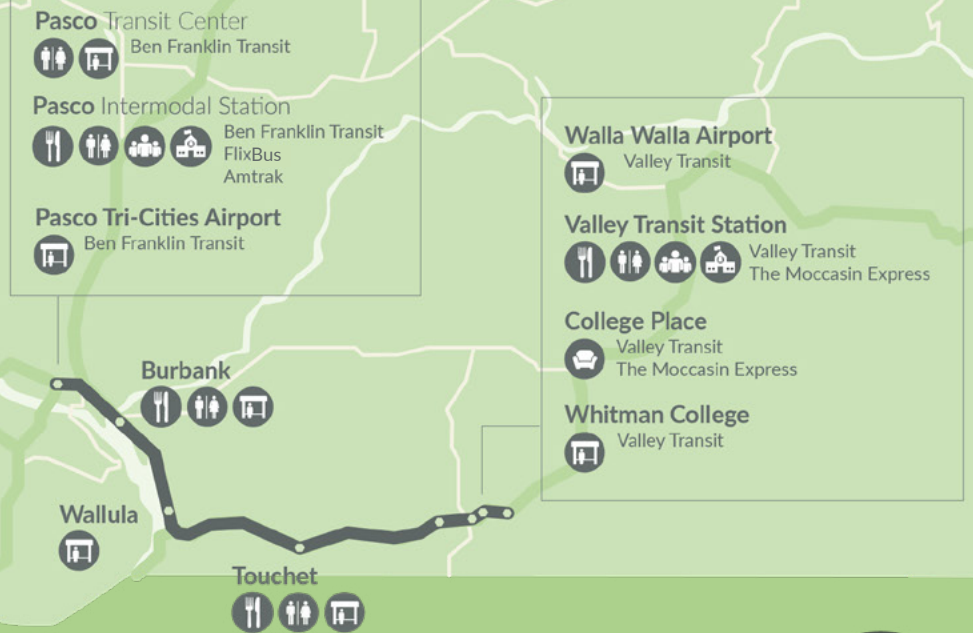 Pasco Transit Center
Ben Franklin Transit
Pasco Intermodal Station
Ben Franklin Transit
FlixBus
Amtrak
Pasco Tri-Cities Airport
Ben Franklin Transit
Walla Walla Airport
Valley Transit
Valley Transit Station
Valley Transit
The Moccasin Express
College Place
Valley Transit
The Moccasin Express
Whitman College
Valley Transit
Burbank
Wallula
Touchet